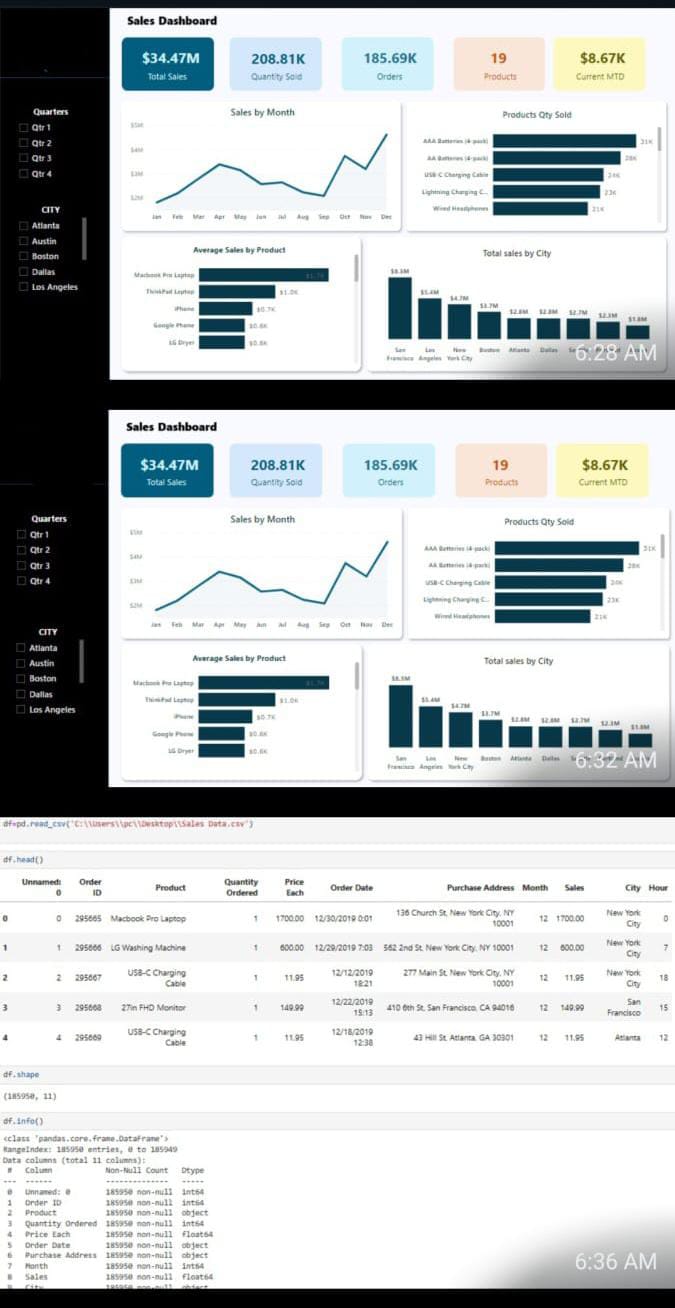 Sales Dashboard
$34.47M
Total Sales
208.81K
Quantity Sold
185.69K
Orders
19
Products
$8.67K
Current MTD
Quarters
Qtr 1
Qtr 2
Qtr 3
Qtr 4
CITY
Atlanta
Austin
Boston
Dallas
Los Angeles
Sales by Month
$5M
$4M
$3M
$2M
Jan Feb Mar Apr May Jun Jul Aug Sep Oct Nov Dec
Products Qty Sold
AAA Batteries (4-pack) 31K
AA Batteries (4-pack) 28K
USB-C Charging Cable 24K
Lightning Charging C... 23K
Wired Headphones 21K
Average Sales by Product
Macbook Pro Laptop $1.7K
ThinkPad Laptop $1.0K
iPhone $0.7K
Google Phone $0.6K
LG Dryer $0.6K
Total sales by City
$8.3M $5.4M $4.7M $3.7M $2.8M $2.8M $2.7M $2.3M $1.8M
San Los New Boston Atlanta Dallas
Francisco Angeles York City
6:28 AM
Sales Dashboard
$34.47M
Total Sales
208.81K
Quantity Sold
185.69K
Orders
19
Products
$8.67K
Current MTD
Quarters
Qtr 1
Qtr 2
Qtr 3
Qtr 4
CITY
Atlanta
Austin
Boston
Dallas
Los Angeles
Sales by Month
$5M
$4M
$3M
$2M
Jan Feb Mar Apr May Jun Jul Aug Sep Oct Nov Dec
Products Qty Sold
AAA Batteries (4-pack) 31K
AA Batteries (4-pack) 28K
USB-C Charging Cable 24K
Lightning Charging C... 23K
Wired Headphones 21K
Average Sales by Product
Macbook Pro Laptop $1.7K
ThinkPad Laptop $1.0K
iPhone $0.7K
Google Phone $0.6K
LG Dryer $0.6K
Total sales by City
$8.3M $5.4M $4.7M $3.7M $2.8M $2.8M $2.7M $2.3M $1.8M
San Los New Boston Atlanta Dallas
Francisco Angeles York City
6:32 AM
df=pd.read_csv('C:\\Users\\pc\\Desktop\\Sales Data.csv')
df.head()
Unnamed: 0 Order ID Product Quantity Ordered Price Each Order Date Purchase Address Month Sales City Hour
0 0 295665 Macbook Pro Laptop 1 1700.00 12/30/2019 0:01 136 Church St, New York City, NY 10001 12 1700.00 New York City 0
1 1 295666 LG Washing Machine 1 600.00 12/29/2019 7:03 562 2nd St, New York City, NY 10001 12 600.00 New York City 7
2 2 295667 USB-C Charging Cable 1 11.95 12/12/2019 18:21 277 Main St, New York City, NY 10001 12 11.95 New York City 18
3 3 295668 27in FHD Monitor 1 149.99 12/22/2019 15:13 410 6th St, San Francisco, CA 94016 12 149.99 San Francisco 15
4 4 295669 USB-C Charging Cable 1 11.95 12/18/2019 12:38 43 Hill St, Atlanta, GA 30301 12 11.95 Atlanta 12
df.shape
(185950, 11)
df.info()
<class 'pandas.core.frame.DataFrame'>
RangeIndex: 185950 entries, 0 to 185949
Data columns (total 11 columns):
# Column Non-Null Count Dtype
--- ------ -------------- -----
0 Unnamed: 0 185950 non-null int64
1 Order ID 185950 non-null int64
2 Product 185950 non-null object
3 Quantity Ordered 185950 non-null int64
4 Price Each 185950 non-null float64
5 Order Date 185950 non-null object
6 Purchase Address 185950 non-null object
7 Month 185950 non-null int64
8 Sales 185950 non-null float64
9 City 185950 non-null object
6:36 AM